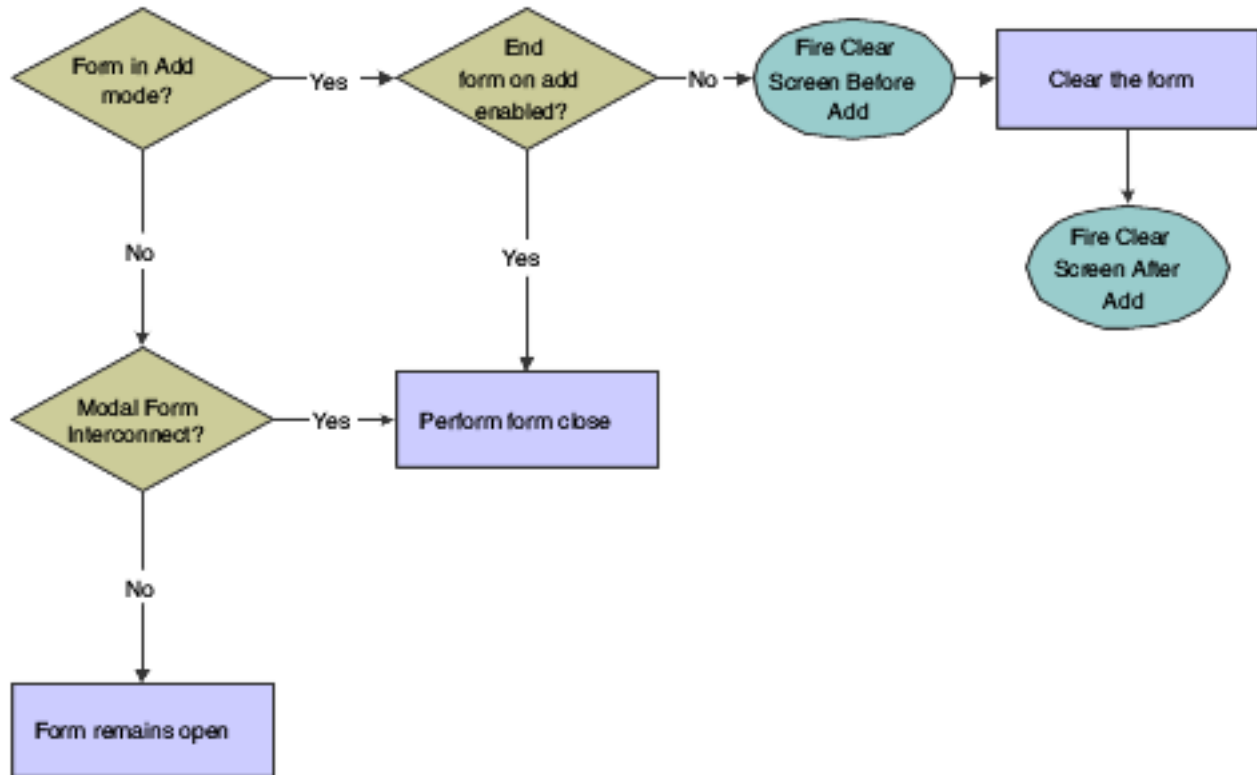 Form in Add
mode?
Yes
End
form on add
enabled?
No
Fire Clear
Screen Before
Add
Clear the form
No
Yes
Fire Clear
Screen After
Add
Modal Form
Interconnect?
Yes
Perform form close
No
Form remains open